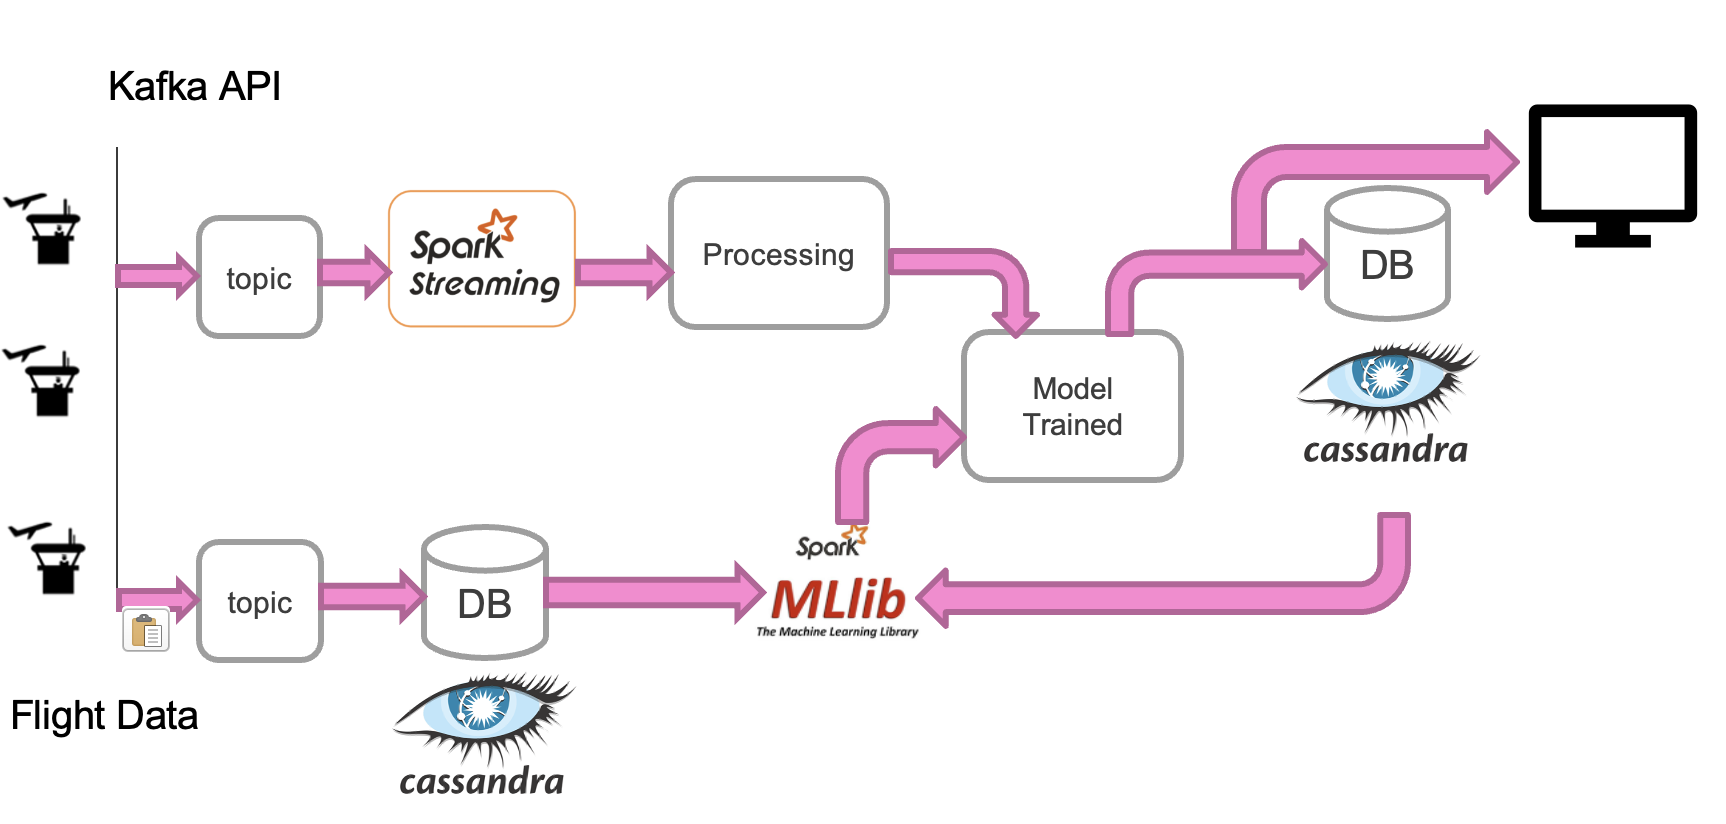 Kafka API
topic
Spark
Streaming
Processing
DB
Model
Trained
cassandra
Spark
MLlib
The Machine Learning Library
topic
DB
Flight Data
cassandra